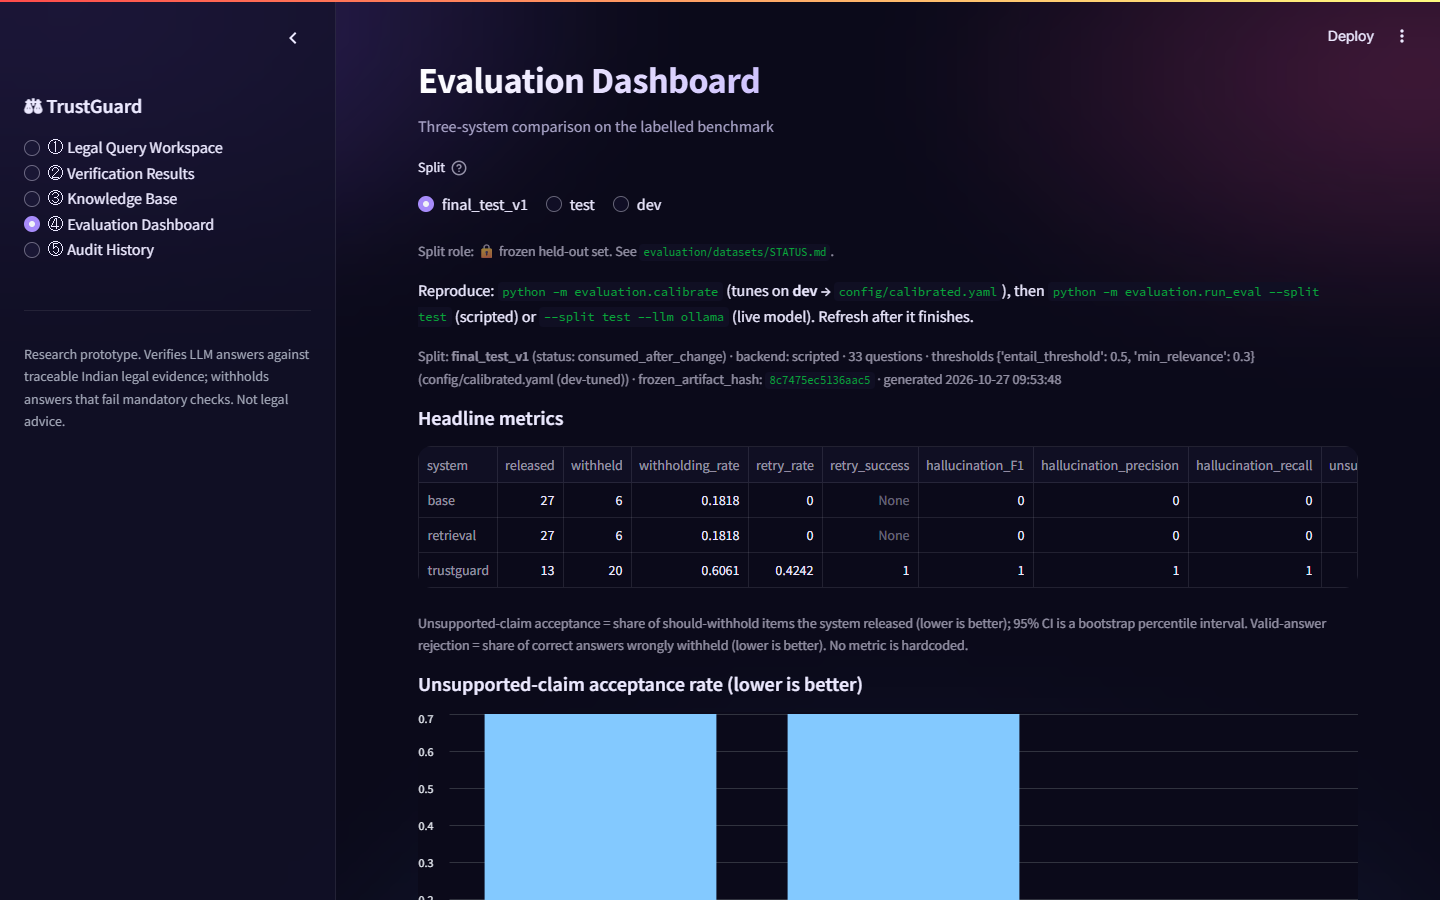 Deploy
TrustGuard
① Legal Query Workspace
② Verification Results
③ Knowledge Base
④ Evaluation Dashboard
⑤ Audit History
Research prototype. Verifies LLM answers against
traceable Indian legal evidence; withholds
answers that fail mandatory checks. Not legal
advice.
Evaluation Dashboard
Three-system comparison on the labelled benchmark
Split
final_test_v1 test dev
Split role: 🔒 frozen held-out set. See evaluation/datasets/STATUS.md .
Reproduce: python -m evaluation.calibrate (tunes on dev → config/calibrated.yaml ), then python -m evaluation.run_eval --split
test (scripted) or --split test --llm ollama (live model). Refresh after it finishes.
Split: final_test_v1 (status: consumed_after_change) · backend: scripted · 33 questions · thresholds {'entail_threshold': 0.5, 'min_relevance': 0.3}
(config/calibrated.yaml (dev-tuned)) · frozen_artifact_hash: 8c7475ec5136aac5 · generated 2026-10-27 09:53:48
Headline metrics
system released withheld withholding_rate retry_rate retry_success hallucination_F1 hallucination_precision hallucination_recall unsu
base 27 6 0.1818 0 None 0 0 0
retrieval 27 6 0.1818 0 None 0 0 0
trustguard 13 20 0.6061 0.4242 1 1 1 1
Unsupported-claim acceptance = share of should-withhold items the system released (lower is better); 95% CI is a bootstrap percentile interval. Valid-answer
rejection = share of correct answers wrongly withheld (lower is better). No metric is hardcoded.
Unsupported-claim acceptance rate (lower is better)
0.7
0.6
0.5
0.4
0.3
0.2